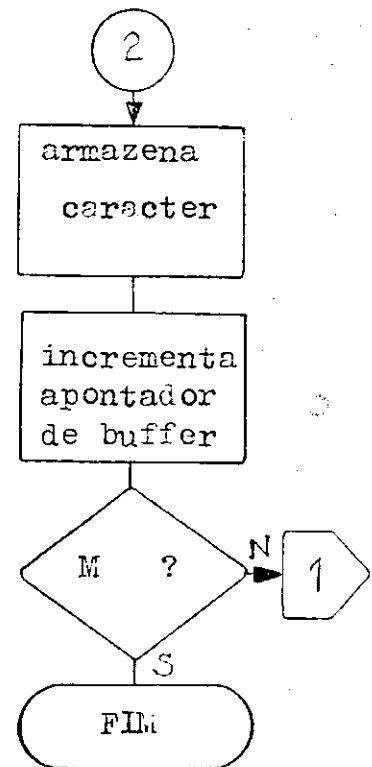 2
armazena
caracter
incrementa
apontador
de buffer
M ?
N
1
S
FIM